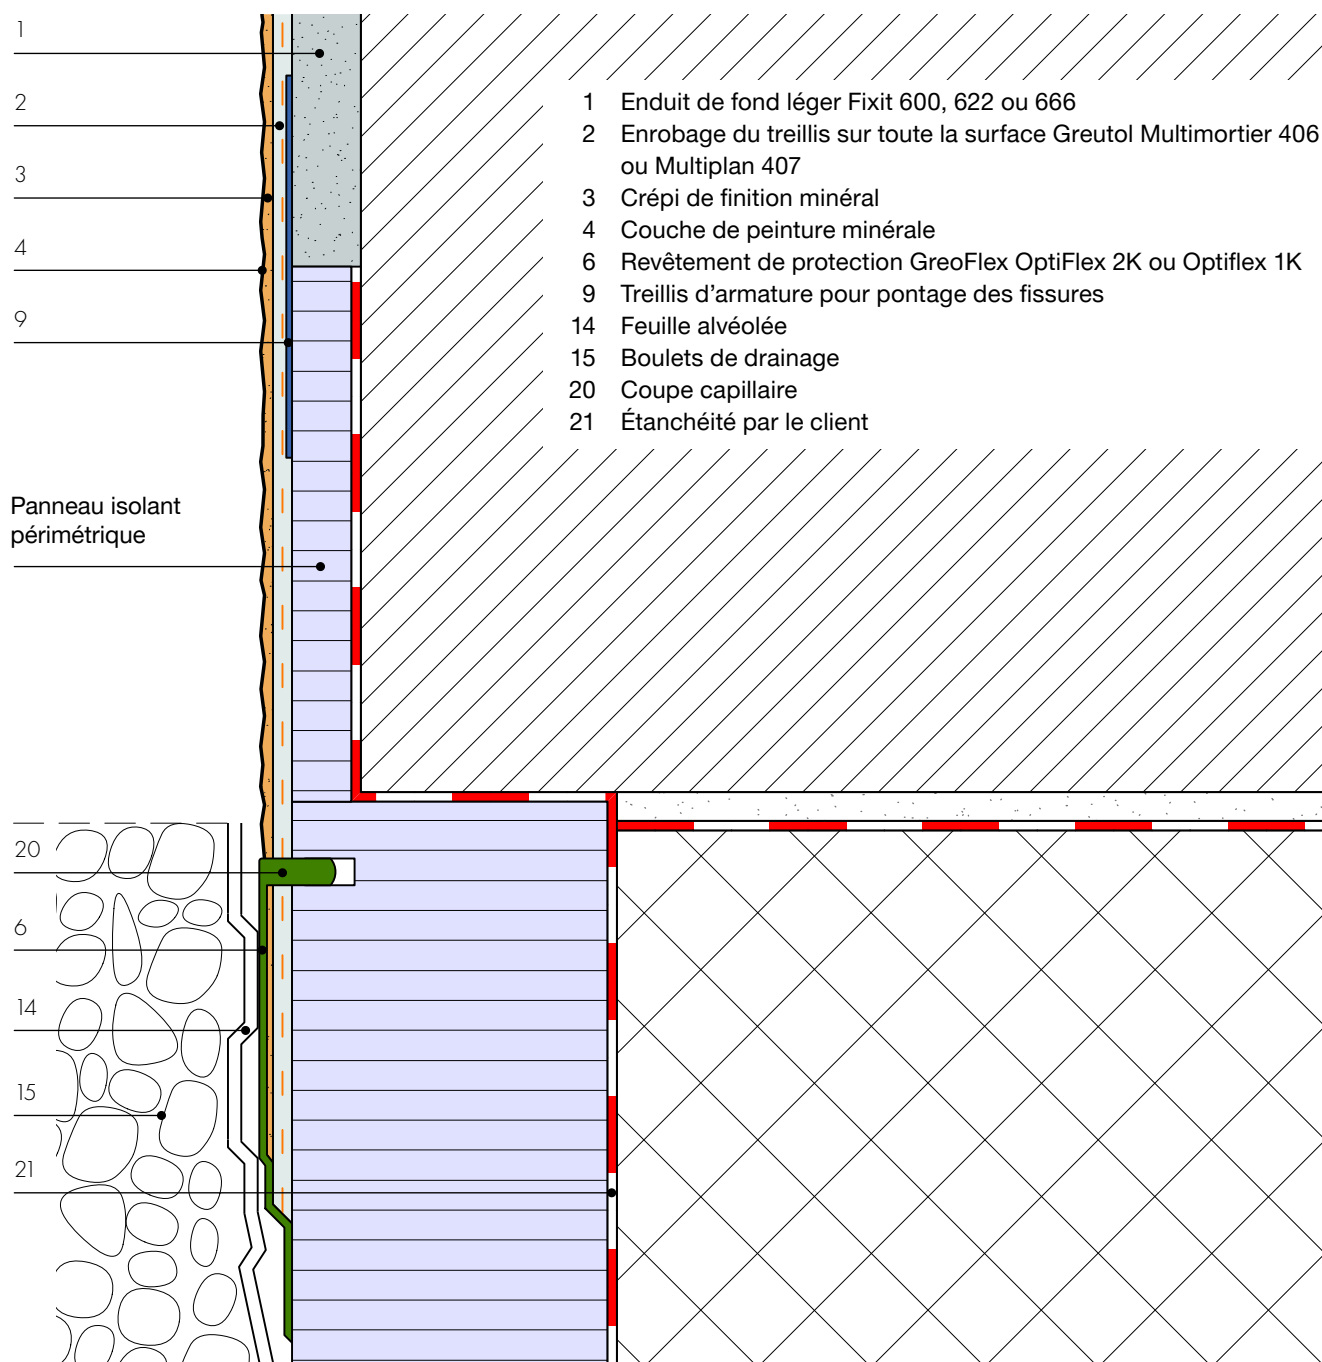 1
2
3
4
9
Panneau isolant
périmétrique
20
6
14
15
21
1 Enduit de fond léger Fixit 600, 622 ou 666
2 Enrobage du treillis sur toute la surface Greutol Multimortier 406
ou Multiplan 407
3 Crépi de finition minéral
4 Couche de peinture minérale
6 Revêtement de protection GreoFlex OptiFlex 2K ou Optiflex 1K
9 Treillis d’armature pour pontage des fissures
14 Feuille alvéolée
15 Boulets de drainage
20 Coupe capillaire
21 Étanchéité par le client